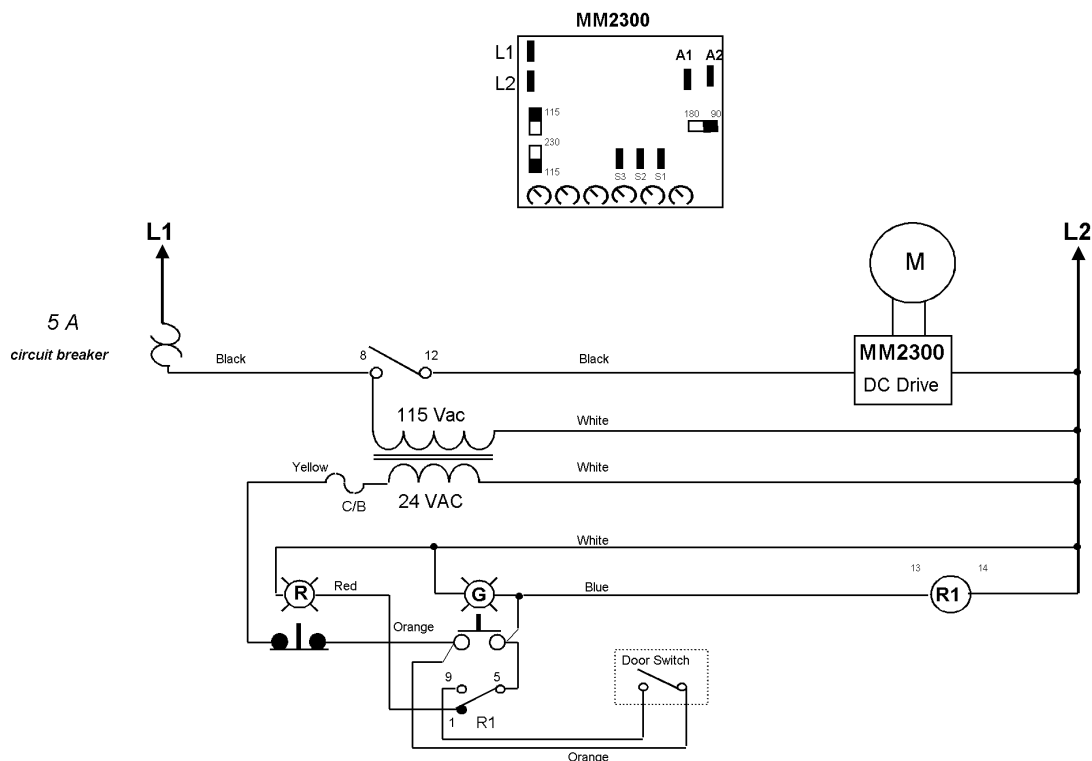 MM2300
L1
A1
A2
L2
115
180
90
230
115
S3
S2
S1
L1
L2
M
5 A
circuit breaker
Black
8
12
Black
MM2300
DC Drive
115 Vac
White
Yellow
White
C/B
24 VAC
White
13
14
R
Red
G
Blue
R1
Orange
Door Switch
9
5
1
R1
Orange